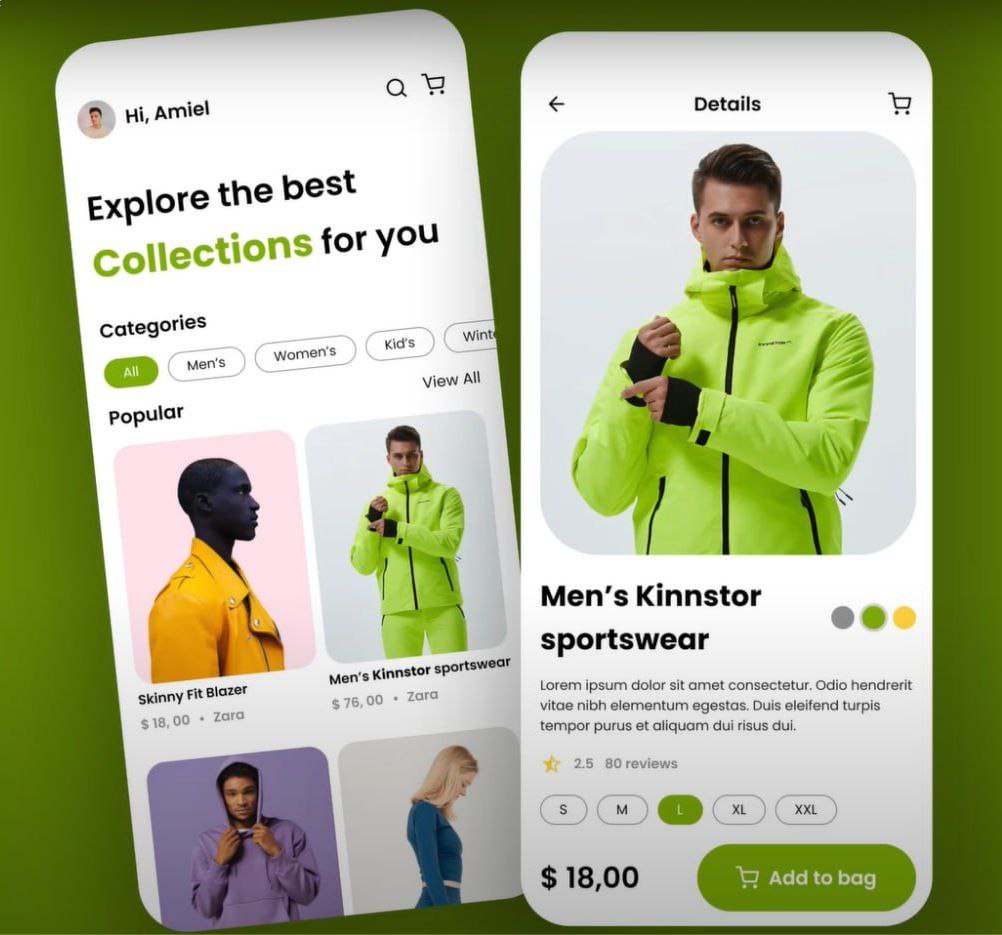 Hi, Amiel
Explore the best
Collections for you
Categories
All
Men's
Women's
Kid's
View All
Popular
Skinny Fit Blazer
$ 18, 00 • Zara
Men's Kinnstor sportswear
$ 76, 00 • Zara
Details
Men's Kinnstor
sportswear
Lorem ipsum dolor sit amet consectetur. Odio hendrerit
vitae nibh elementum egestas. Duis eleifend turpis
tempor purus et aliquam dui risus dui.
2.5 80 reviews
S M L XL XXL
$ 18,00
Add to bag